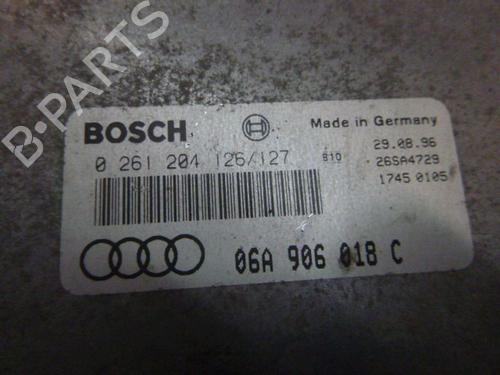 B-PARTS
BOSCH
Made in Germany
0 261 204 126/127
B10
29.08.96
26SA4729
1745 0105
06A 906 018 C